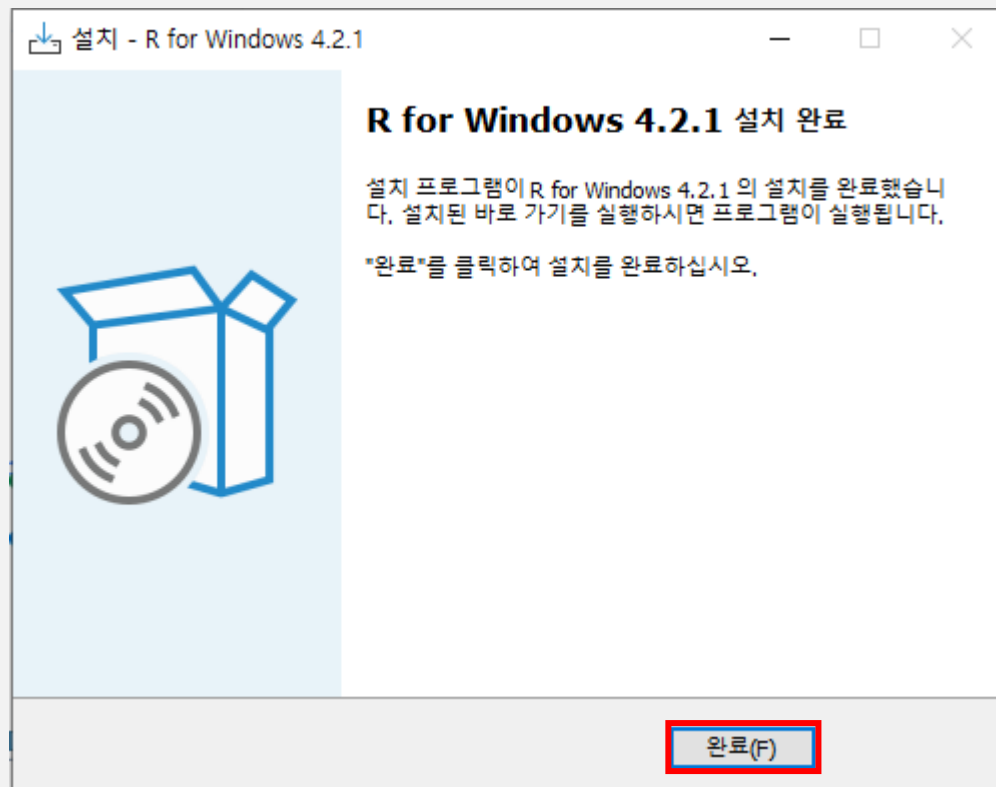 설치 - R for Windows 4.2.1
R for Windows 4.2.1 설치 완료
설치 프로그램이 R for Windows 4.2.1 의 설치를 완료했습니
다. 설치된 바로 가기를 실행하시면 프로그램이 실행됩니다.
"완료"를 클릭하여 설치를 완료하십시오.
완료(F)